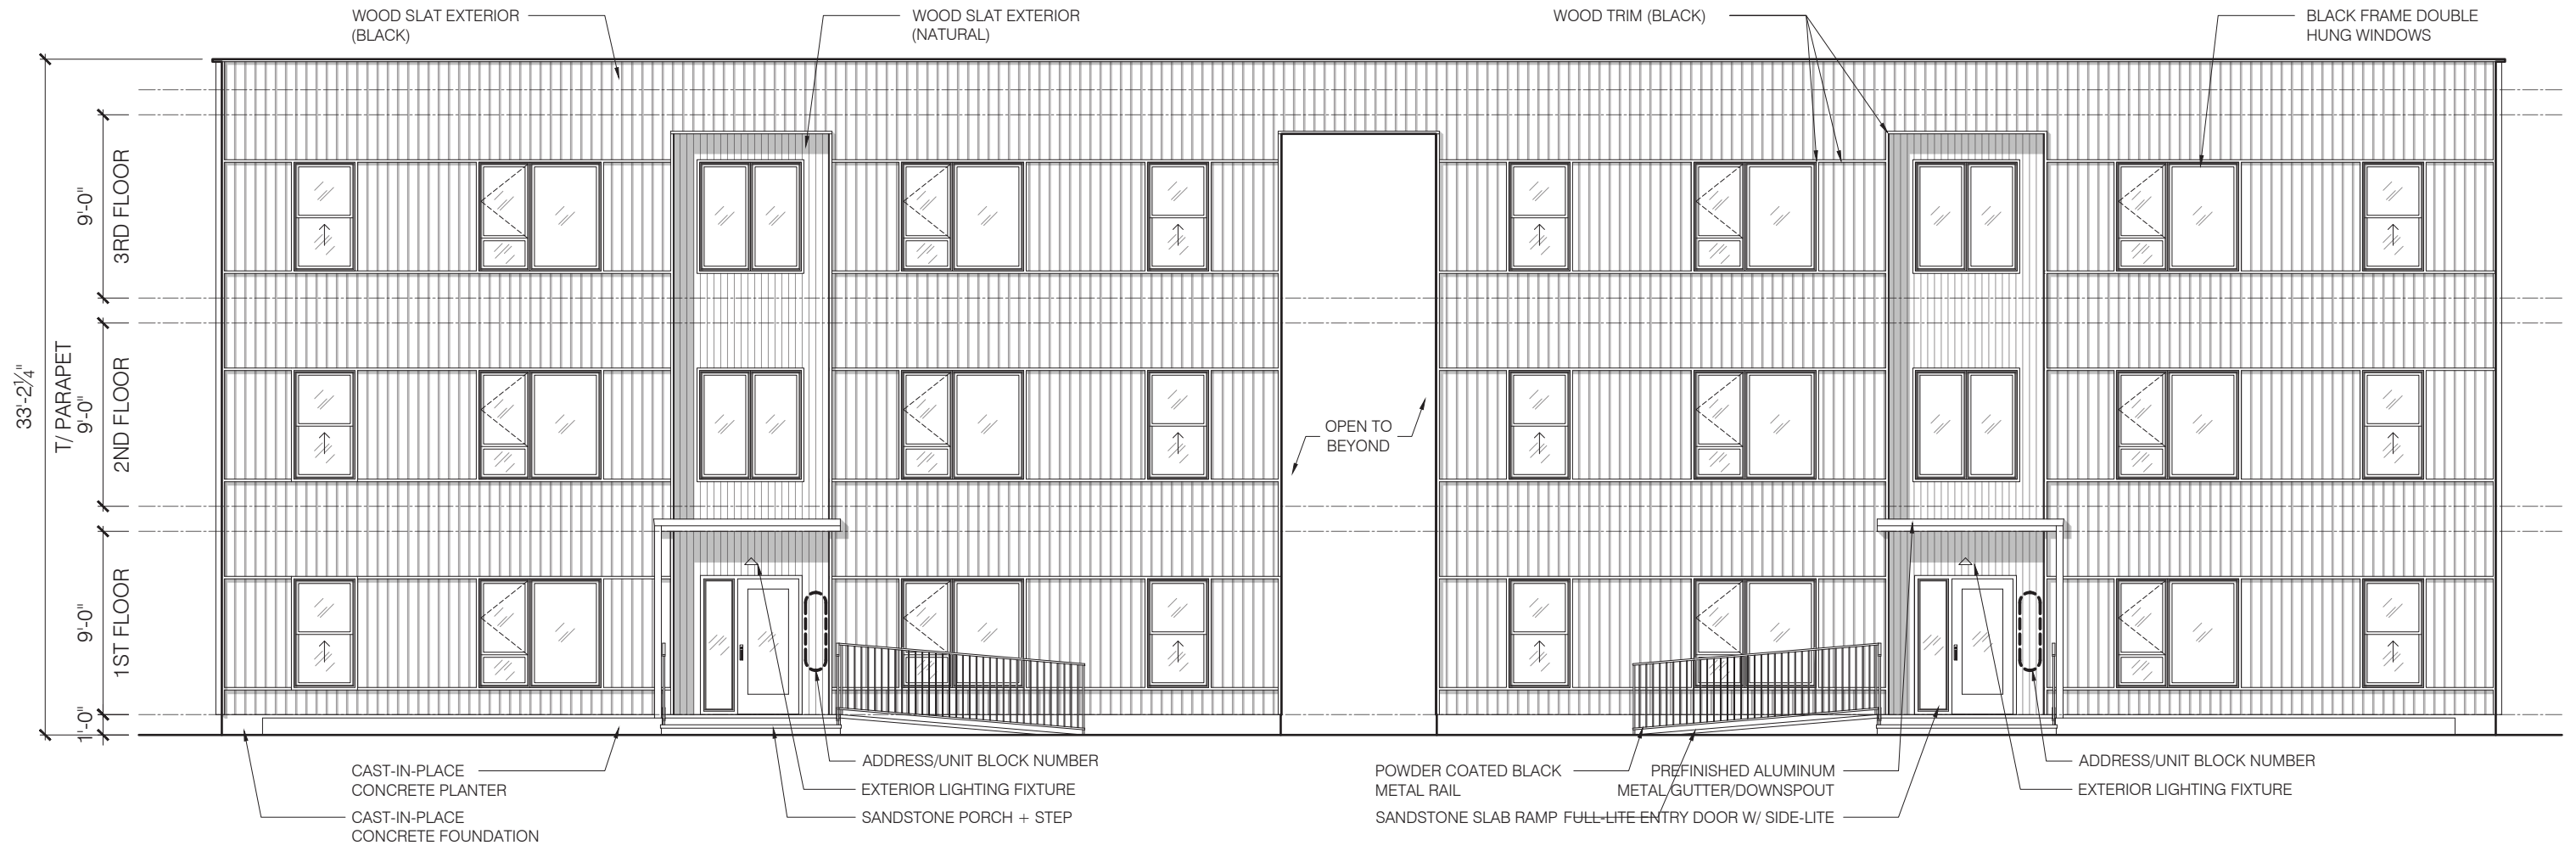 WOOD SLAT EXTERIOR
(BLACK)
WOOD SLAT EXTERIOR
(NATURAL)
WOOD TRIM (BLACK)
BLACK FRAME DOUBLE
HUNG WINDOWS
33'-2¼"
T/ PARAPET
9'-0"
3RD FLOOR
9'-0"
2ND FLOOR
9'-0"
1ST FLOOR
1'-0"
OPEN TO
BEYOND
CAST-IN-PLACE
CONCRETE PLANTER
CAST-IN-PLACE
CONCRETE FOUNDATION
ADDRESS/UNIT BLOCK NUMBER
EXTERIOR LIGHTING FIXTURE
SANDSTONE PORCH + STEP
POWDER COATED BLACK
METAL RAIL
SANDSTONE SLAB RAMP
PREFINISHED ALUMINUM
METAL GUTTER/DOWNSPOUT
FULL-LITE ENTRY DOOR W/ SIDE-LITE
ADDRESS/UNIT BLOCK NUMBER
EXTERIOR LIGHTING FIXTURE